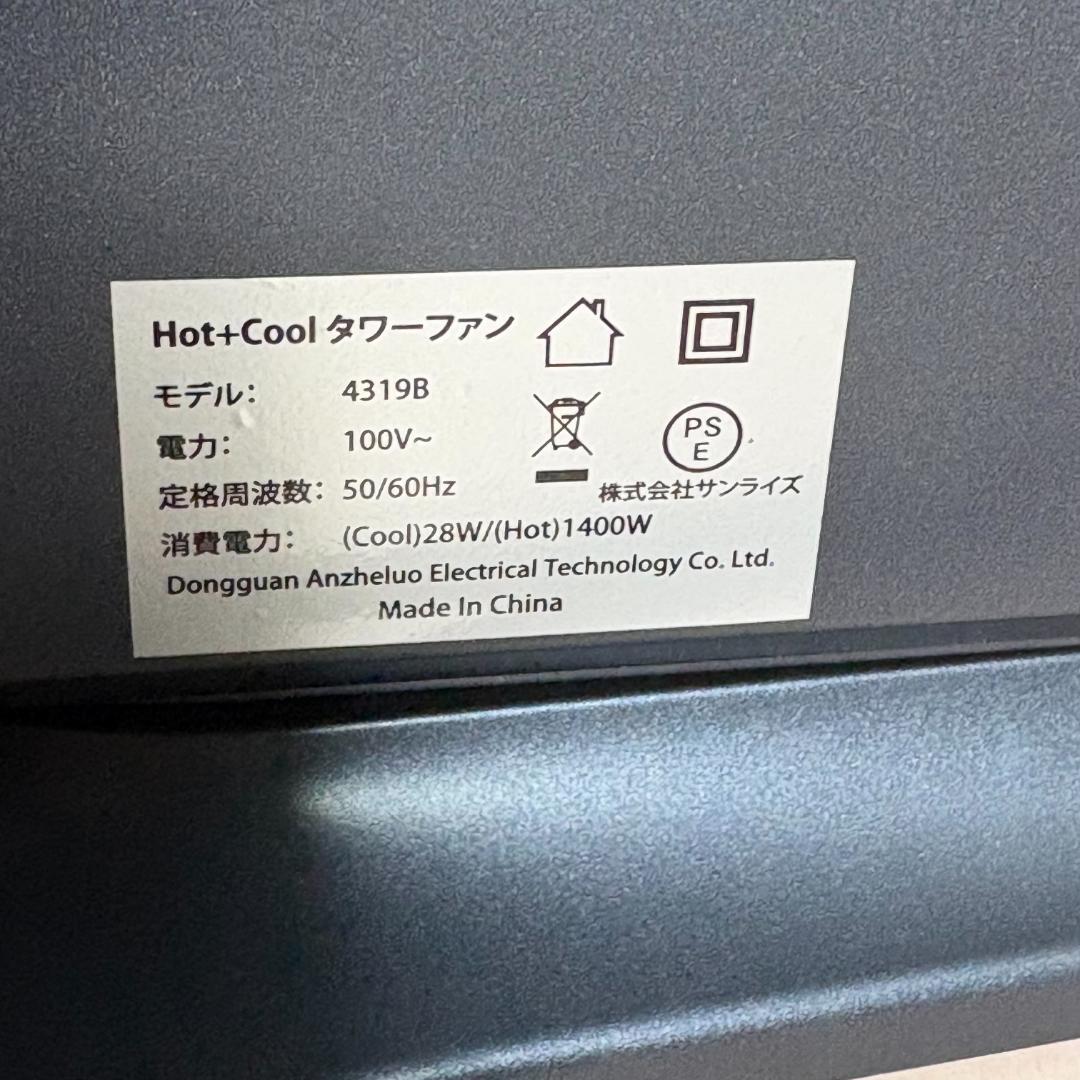 Hot+Cool タワーファン
モデル： 4319B
電力： 100V~
PS
E
定格周波数： 50/60Hz
株式会社サンライズ
消費電力： (Cool)28W/(Hot)1400W
Dongguan Anzheluo Electrical Technology Co. Ltd.
Made In China